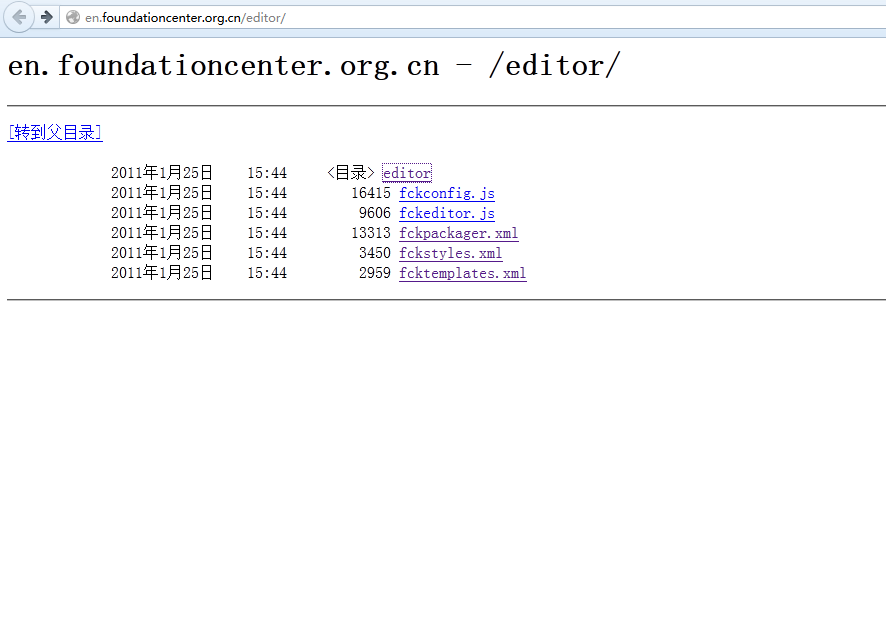 en.foundationcenter.org.cn/editor/
en.foundationcenter.org.cn - /editor/
[转到父目录]
2011年1月25日 15:44 <目录> editor
2011年1月25日 15:44 16415 fckconfig.js
2011年1月25日 15:44 9606 fckeditor.js
2011年1月25日 15:44 13313 fckpackager.xml
2011年1月25日 15:44 3450 fckstyles.xml
2011年1月25日 15:44 2959 fcktemplates.xml